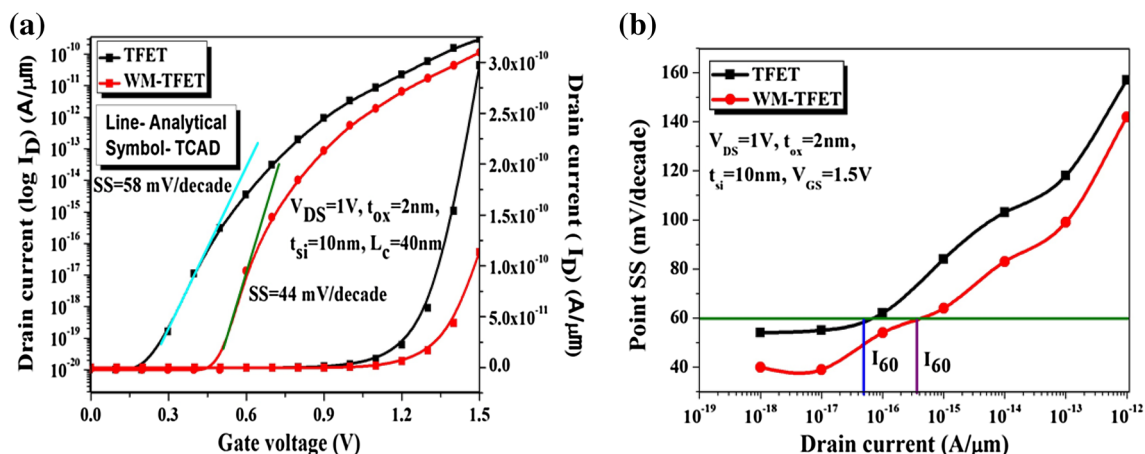 (a)
TFET
WM-TFET
Line- Analytical
Symbol- TCAD
SS=58 mV/decade
V_DS=1V, t_ox=2nm,
t_si=10nm, L_c=40nm
SS=44 mV/decade
Drain current (log I_D) (A/μm)
10^-10
10^-11
10^-12
10^-13
10^-14
10^-15
10^-16
10^-17
10^-18
10^-19
10^-20
0.0 0.3 0.6 0.9 1.2 1.5
Gate voltage (V)
3.0x10^-10
2.5x10^-10
2.0x10^-10
1.5x10^-10
1.0x10^-10
5.0x10^-11
0.0
Drain current ( I_D) (A/μm)
(b)
TFET
WM-TFET
V_DS=1V, t_ox=2nm,
t_si=10nm, V_GS=1.5V
Point SS (mV/decade)
160
140
120
100
80
60
40
I_60 I_60
10^-19 10^-18 10^-17 10^-16 10^-15 10^-14 10^-13 10^-12
Drain current (A/μm)